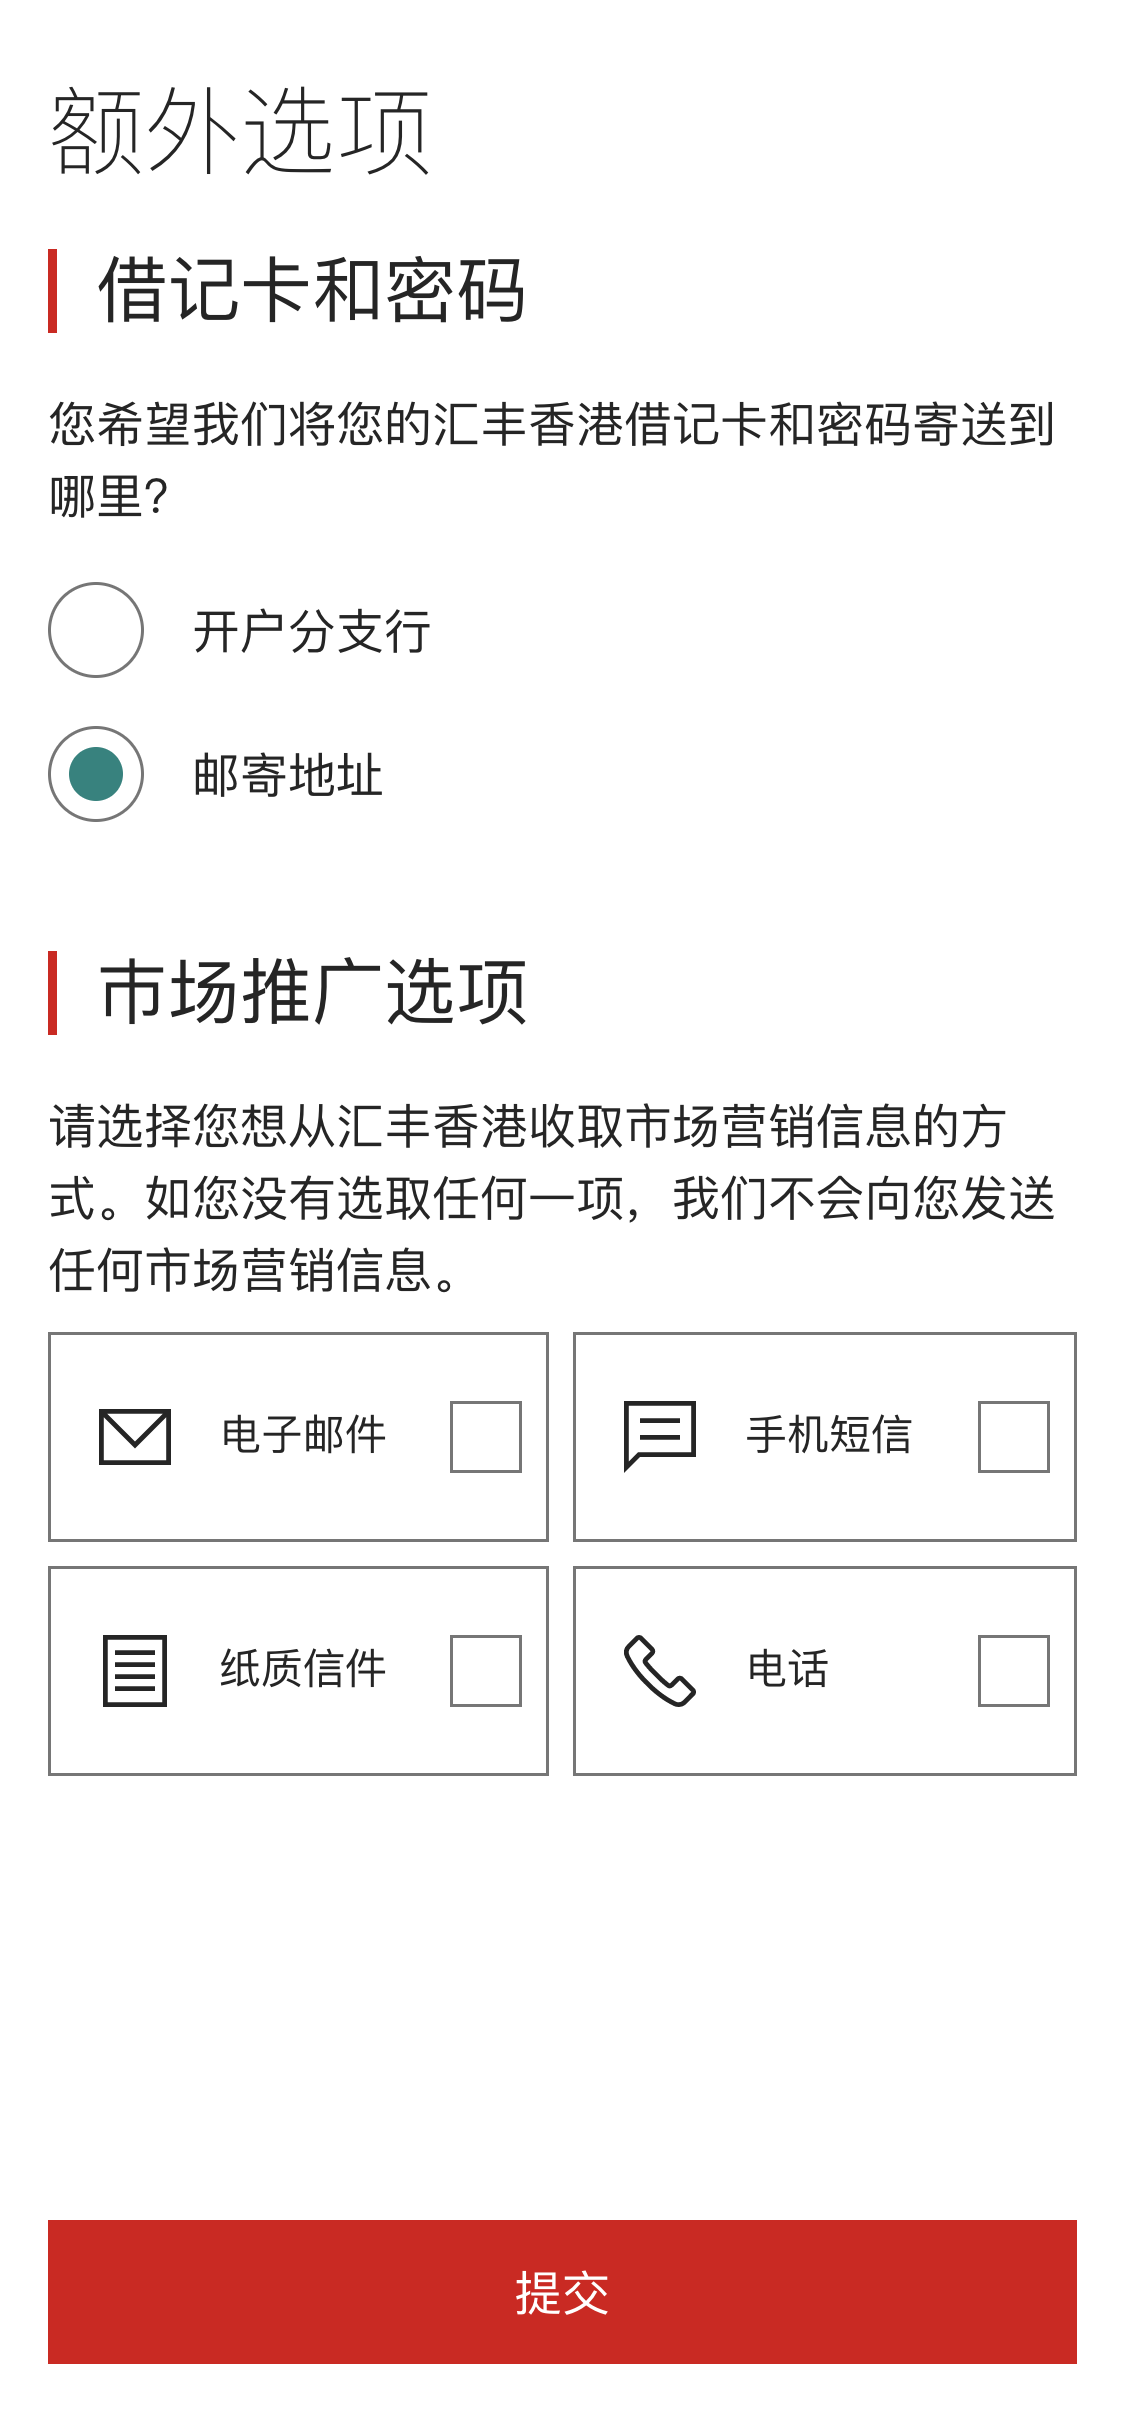 额外选项
借记卡和密码
您希望我们将您的汇丰香港借记卡和密码寄送到
哪里?
开户分支行
邮寄地址
市场推广选项
请选择您想从汇丰香港收取市场营销信息的方
式。如您没有选取任何一项，我们不会向您发送
任何市场营销信息。
电子邮件
手机短信
纸质信件
电话
提交